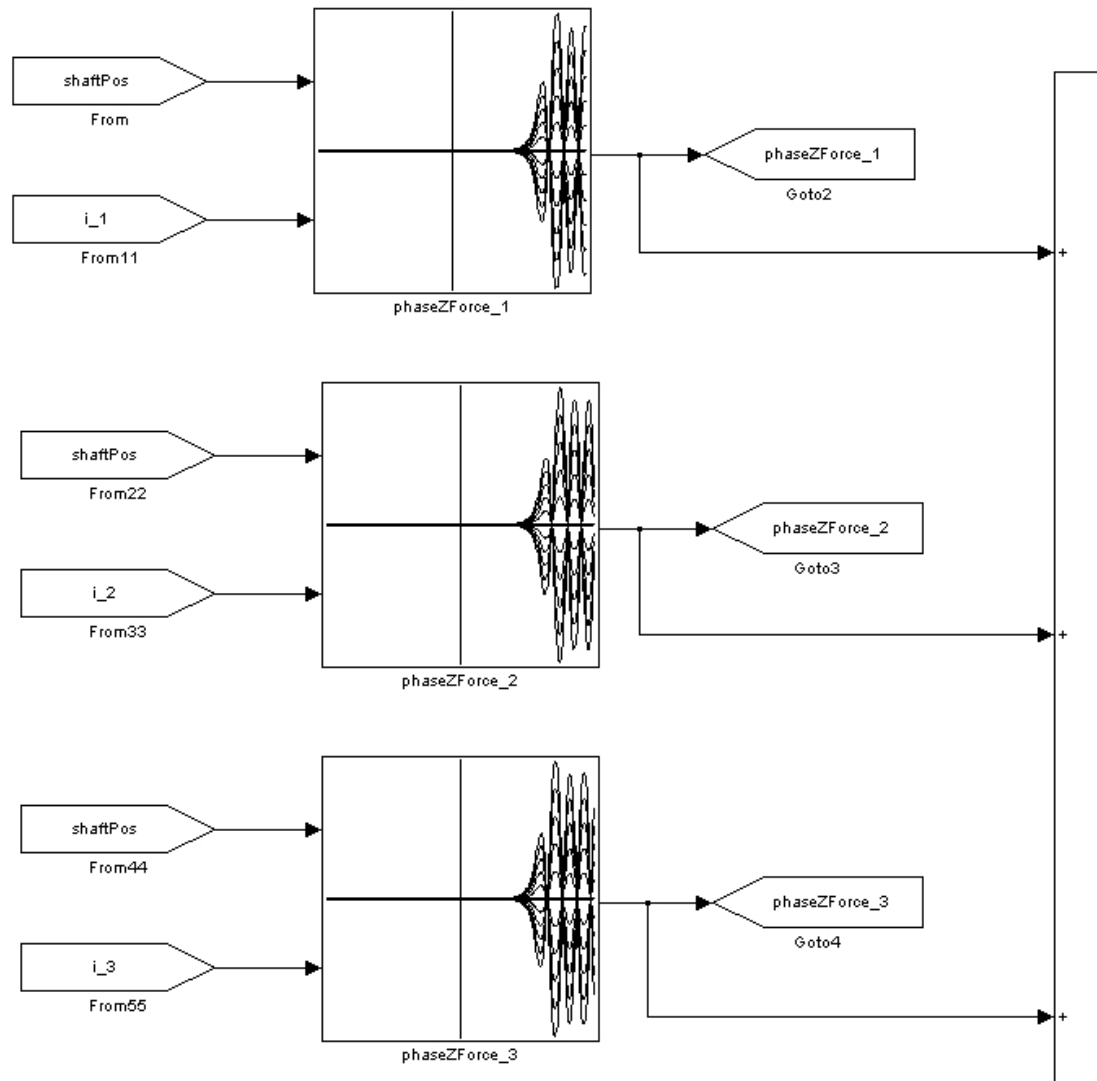 shaftPos
From
i_1
From11
phaseZForce_1
phaseZForce_1
Goto2
+
shaftPos
From22
i_2
From33
phaseZForce_2
phaseZForce_2
Goto3
+
shaftPos
From44
i_3
From55
phaseZForce_3
phaseZForce_3
Goto4
+